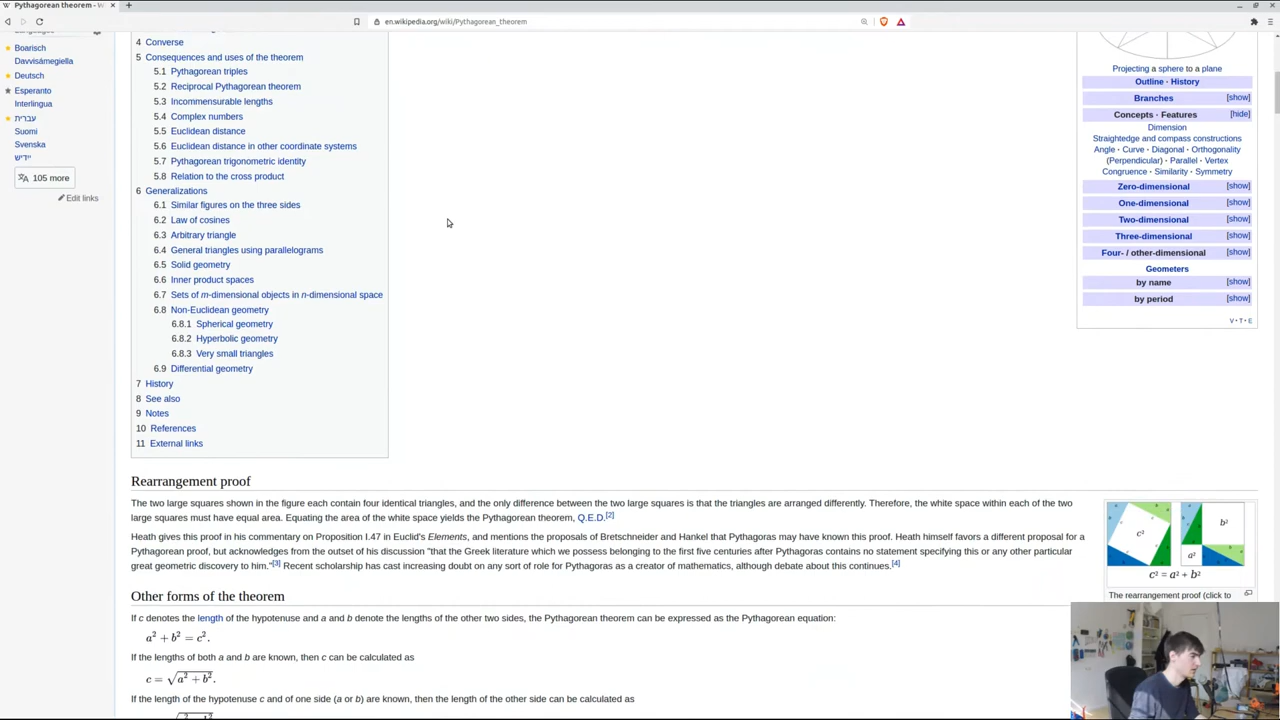 Pythagorean theorem - W
en.wikipedia.org/wiki/Pythagorean_theorem
Boarisch
Davvisámegiella
Deutsch
Esperanto
Interlingua
עברית
Suomi
Svenska
ייִדיש
105 more
Edit links
4 Converse
5 Consequences and uses of the theorem
5.1 Pythagorean triples
5.2 Reciprocal Pythagorean theorem
5.3 Incommensurable lengths
5.4 Complex numbers
5.5 Euclidean distance
5.6 Euclidean distance in other coordinate systems
5.7 Pythagorean trigonometric identity
5.8 Relation to the cross product
6 Generalizations
6.1 Similar figures on the three sides
6.2 Law of cosines
6.3 Arbitrary triangle
6.4 General triangles using parallelograms
6.5 Solid geometry
6.6 Inner product spaces
6.7 Sets of m-dimensional objects in n-dimensional space
6.8 Non-Euclidean geometry
6.8.1 Spherical geometry
6.8.2 Hyperbolic geometry
6.8.3 Very small triangles
6.9 Differential geometry
7 History
8 See also
9 Notes
10 References
11 External links
Projecting a sphere to a plane
Outline · History
Branches [show]
Concepts · Features [hide]
Dimension
Straightedge and compass constructions
Angle · Curve · Diagonal · Orthogonality
(Perpendicular) · Parallel · Vertex
Congruence · Similarity · Symmetry
Zero-dimensional [show]
One-dimensional [show]
Two-dimensional [show]
Three-dimensional [show]
Four- / other-dimensional [show]
Geometers
by name [show]
by period [show]
V · T · E
Rearrangement proof
The two large squares shown in the figure each contain four identical triangles, and the only difference between the two large squares is that the triangles are arranged differently. Therefore, the white space within each of the two
large squares must have equal area. Equating the area of the white space yields the Pythagorean theorem, Q.E.D.[2]
Heath gives this proof in his commentary on Proposition I.47 in Euclid's Elements, and mentions the proposals of Bretschneider and Hankel that Pythagoras may have known this proof. Heath himself favors a different proposal for a
Pythagorean proof, but acknowledges from the outset of his discussion "that the Greek literature which we possess belonging to the first five centuries after Pythagoras contains no statement specifying this or any other particular
great geometric discovery to him."[3] Recent scholarship has cast increasing doubt on any sort of role for Pythagoras as a creator of mathematics, although debate about this continues.[4]
c²
b²
a²
c² = a² + b²
The rearrangement proof (click to
Other forms of the theorem
If c denotes the length of the hypotenuse and a and b denote the lengths of the other two sides, the Pythagorean theorem can be expressed as the Pythagorean equation:
a² + b² = c².
If the lengths of both a and b are known, then c can be calculated as
c = √a² + b².
If the length of the hypotenuse c and of one side (a or b) are known, then the length of the other side can be calculated as